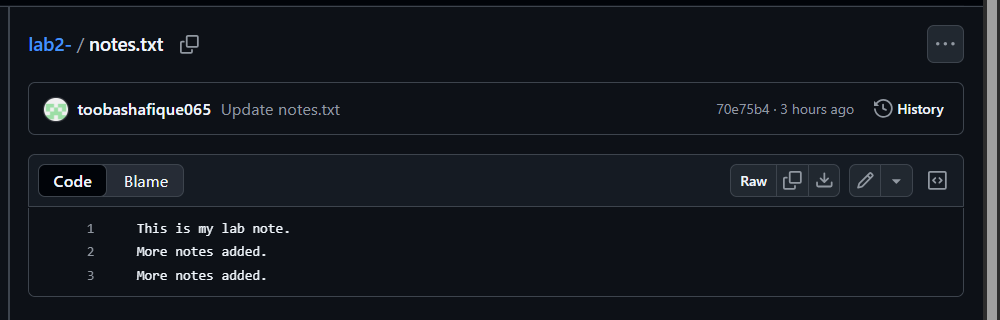 lab2- / notes.txt
toobashafique065 Update notes.txt 70e75b4 · 3 hours ago History
Code Blame Raw
1 This is my lab note.
2 More notes added.
3 More notes added.